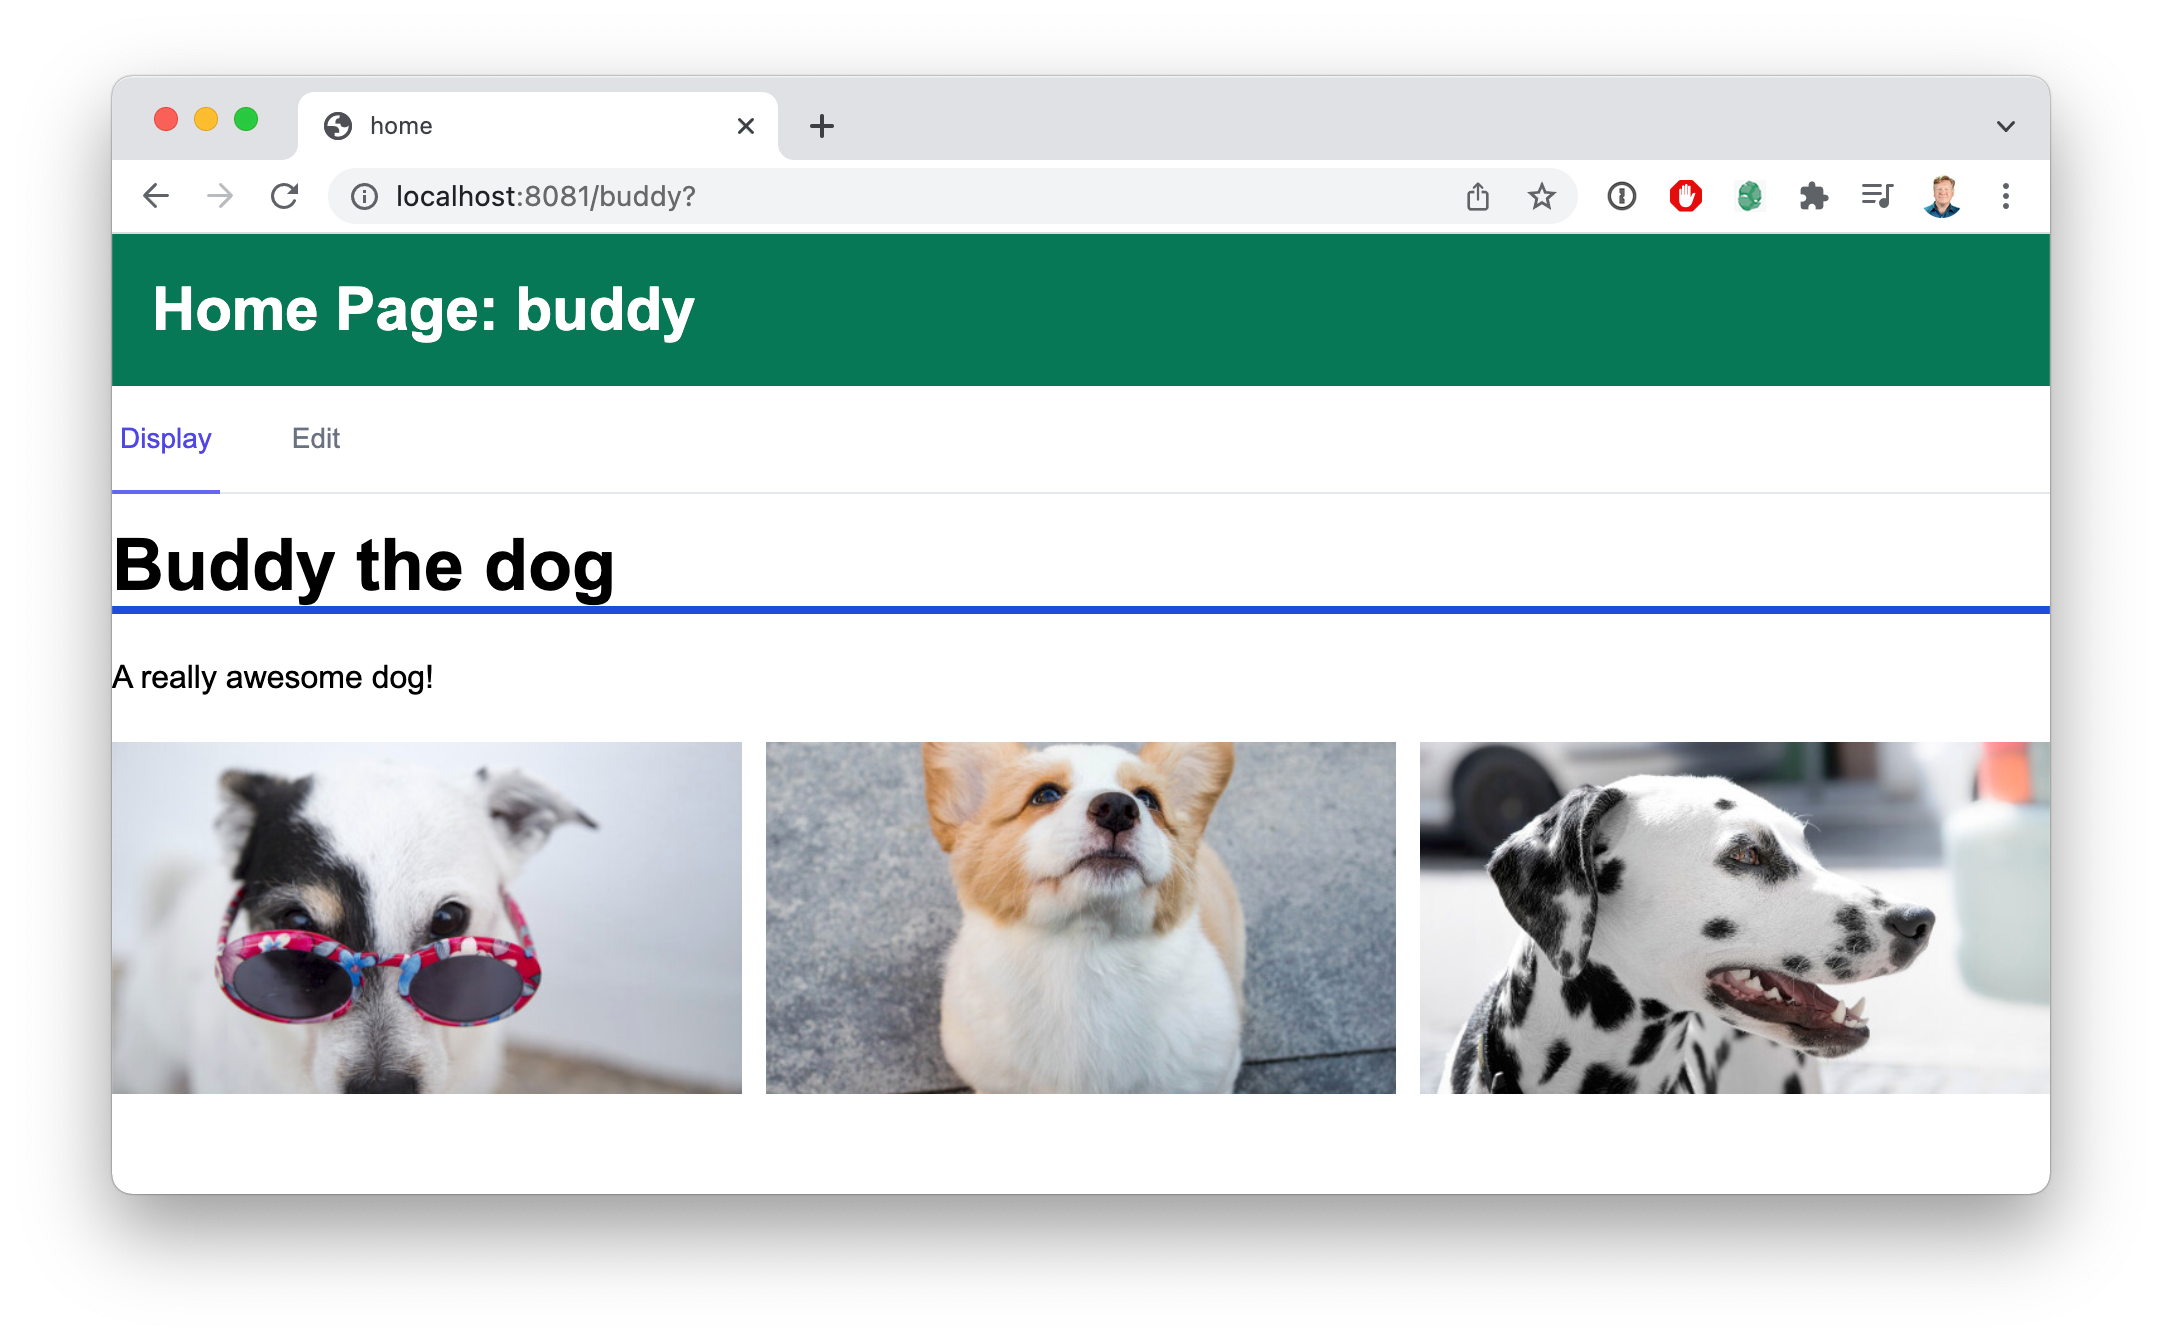 home
localhost:8081/buddy?
Home Page: buddy
Display Edit
Buddy the dog
A really awesome dog!